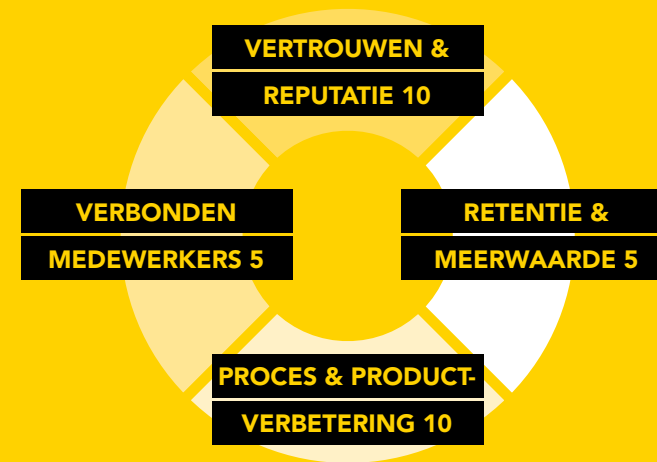 VERTROUWEN &
REPUTATIE 10
VERBONDEN
MEDEWERKERS 5
RETENTIE &
MEERWAARDE 5
PROCES & PRODUCT-
VERBETERING 10